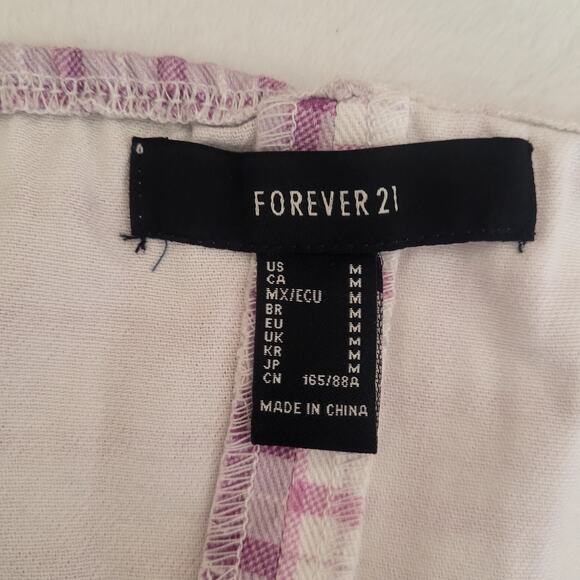 FOREVER 21
US M
CA M
MX/ECU M
BR M
EU M
UK M
KR M
JP M
CN 165/88A
MADE IN CHINA